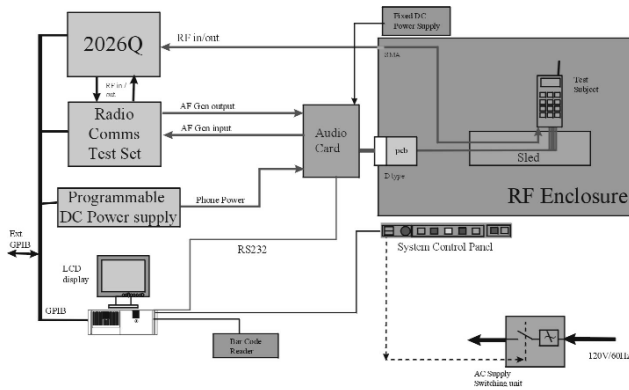 Fixed DC
Power Supply
2026Q
RF in/out
SMA
RF in /
out
Test
Subject
Radio
Comms
Test Set
AF Gen output
AF Gen input
Audio
Card
pcb
Sled
D type
RF Enclosure
Programmable
DC Power supply
Phone Power
Ext
GPIB
RS232
System Control Panel
LCD
display
GPIB
Bar Code
Reader
120V/60Hz
AC Supply
Switching unit